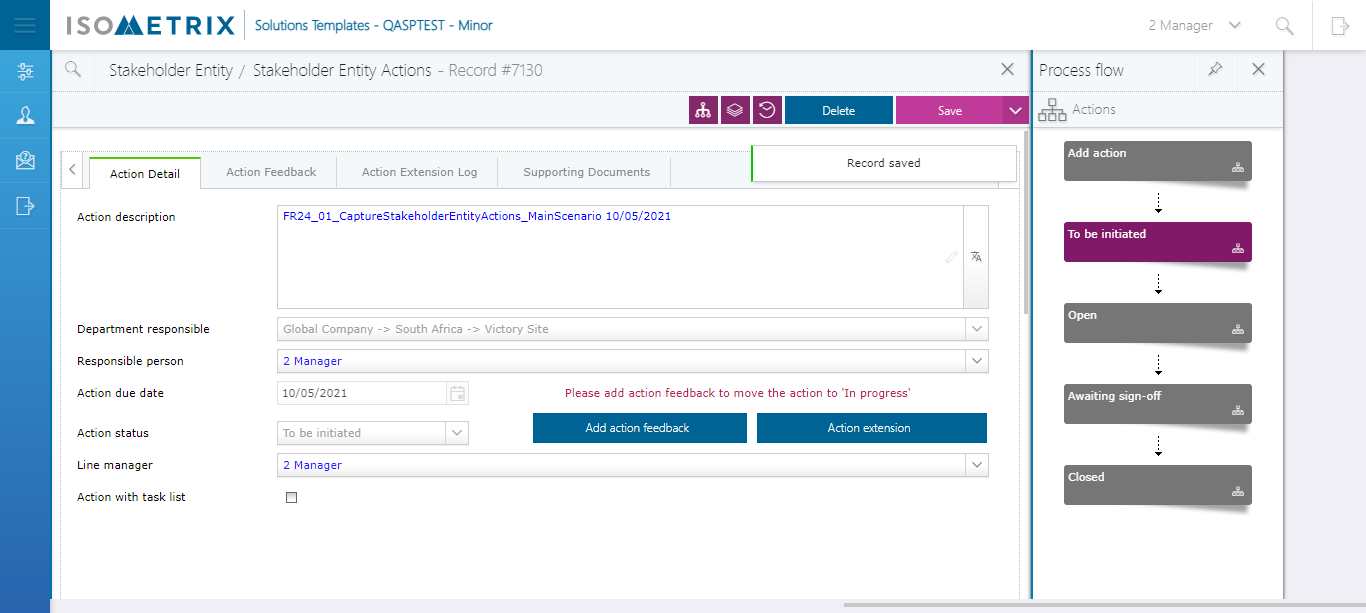 ISOMETRIX Solutions Templates - QASPTEST - Minor 2 Manager
Stakeholder Entity / Stakeholder Entity Actions - Record #7130
Delete Save
Record saved
Action Detail Action Feedback Action Extension Log Supporting Documents
Action description FR24_01_CaptureStakeholderEntityActions_MainScenario 10/05/2021
Department responsible Global Company -> South Africa -> Victory Site
Responsible person 2 Manager
Action due date 10/05/2021 Please add action feedback to move the action to 'In progress'
Action status To be initiated Add action feedback Action extension
Line manager 2 Manager
Action with task list
Process flow
Actions
Add action
To be initiated
Open
Awaiting sign-off
Closed